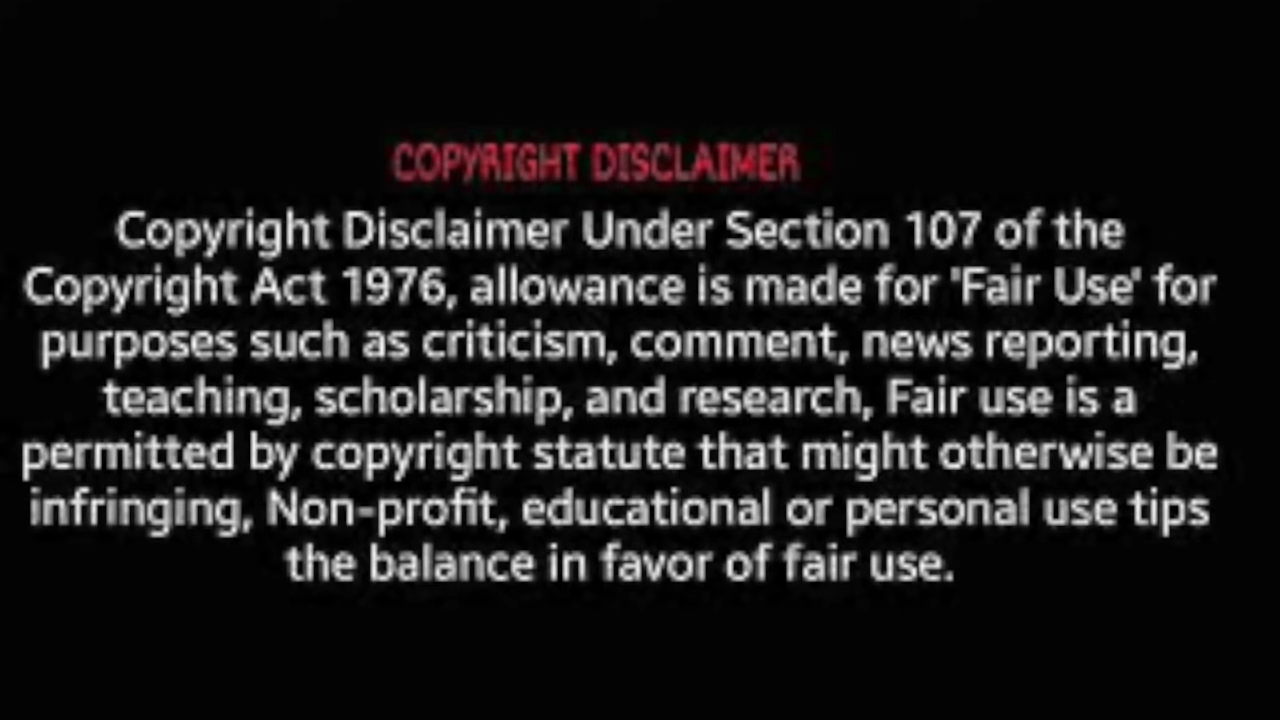 COPYRIGHT DISCLAIMER
Copyright Disclaimer Under Section 107 of the
Copyright Act 1976, allowance is made for 'Fair Use' for
purposes such as criticism, comment, news reporting,
teaching, scholarship, and research, Fair use is a
permitted by copyright statute that might otherwise be
infringing, Non-profit, educational or personal use tips
the balance in favor of fair use.